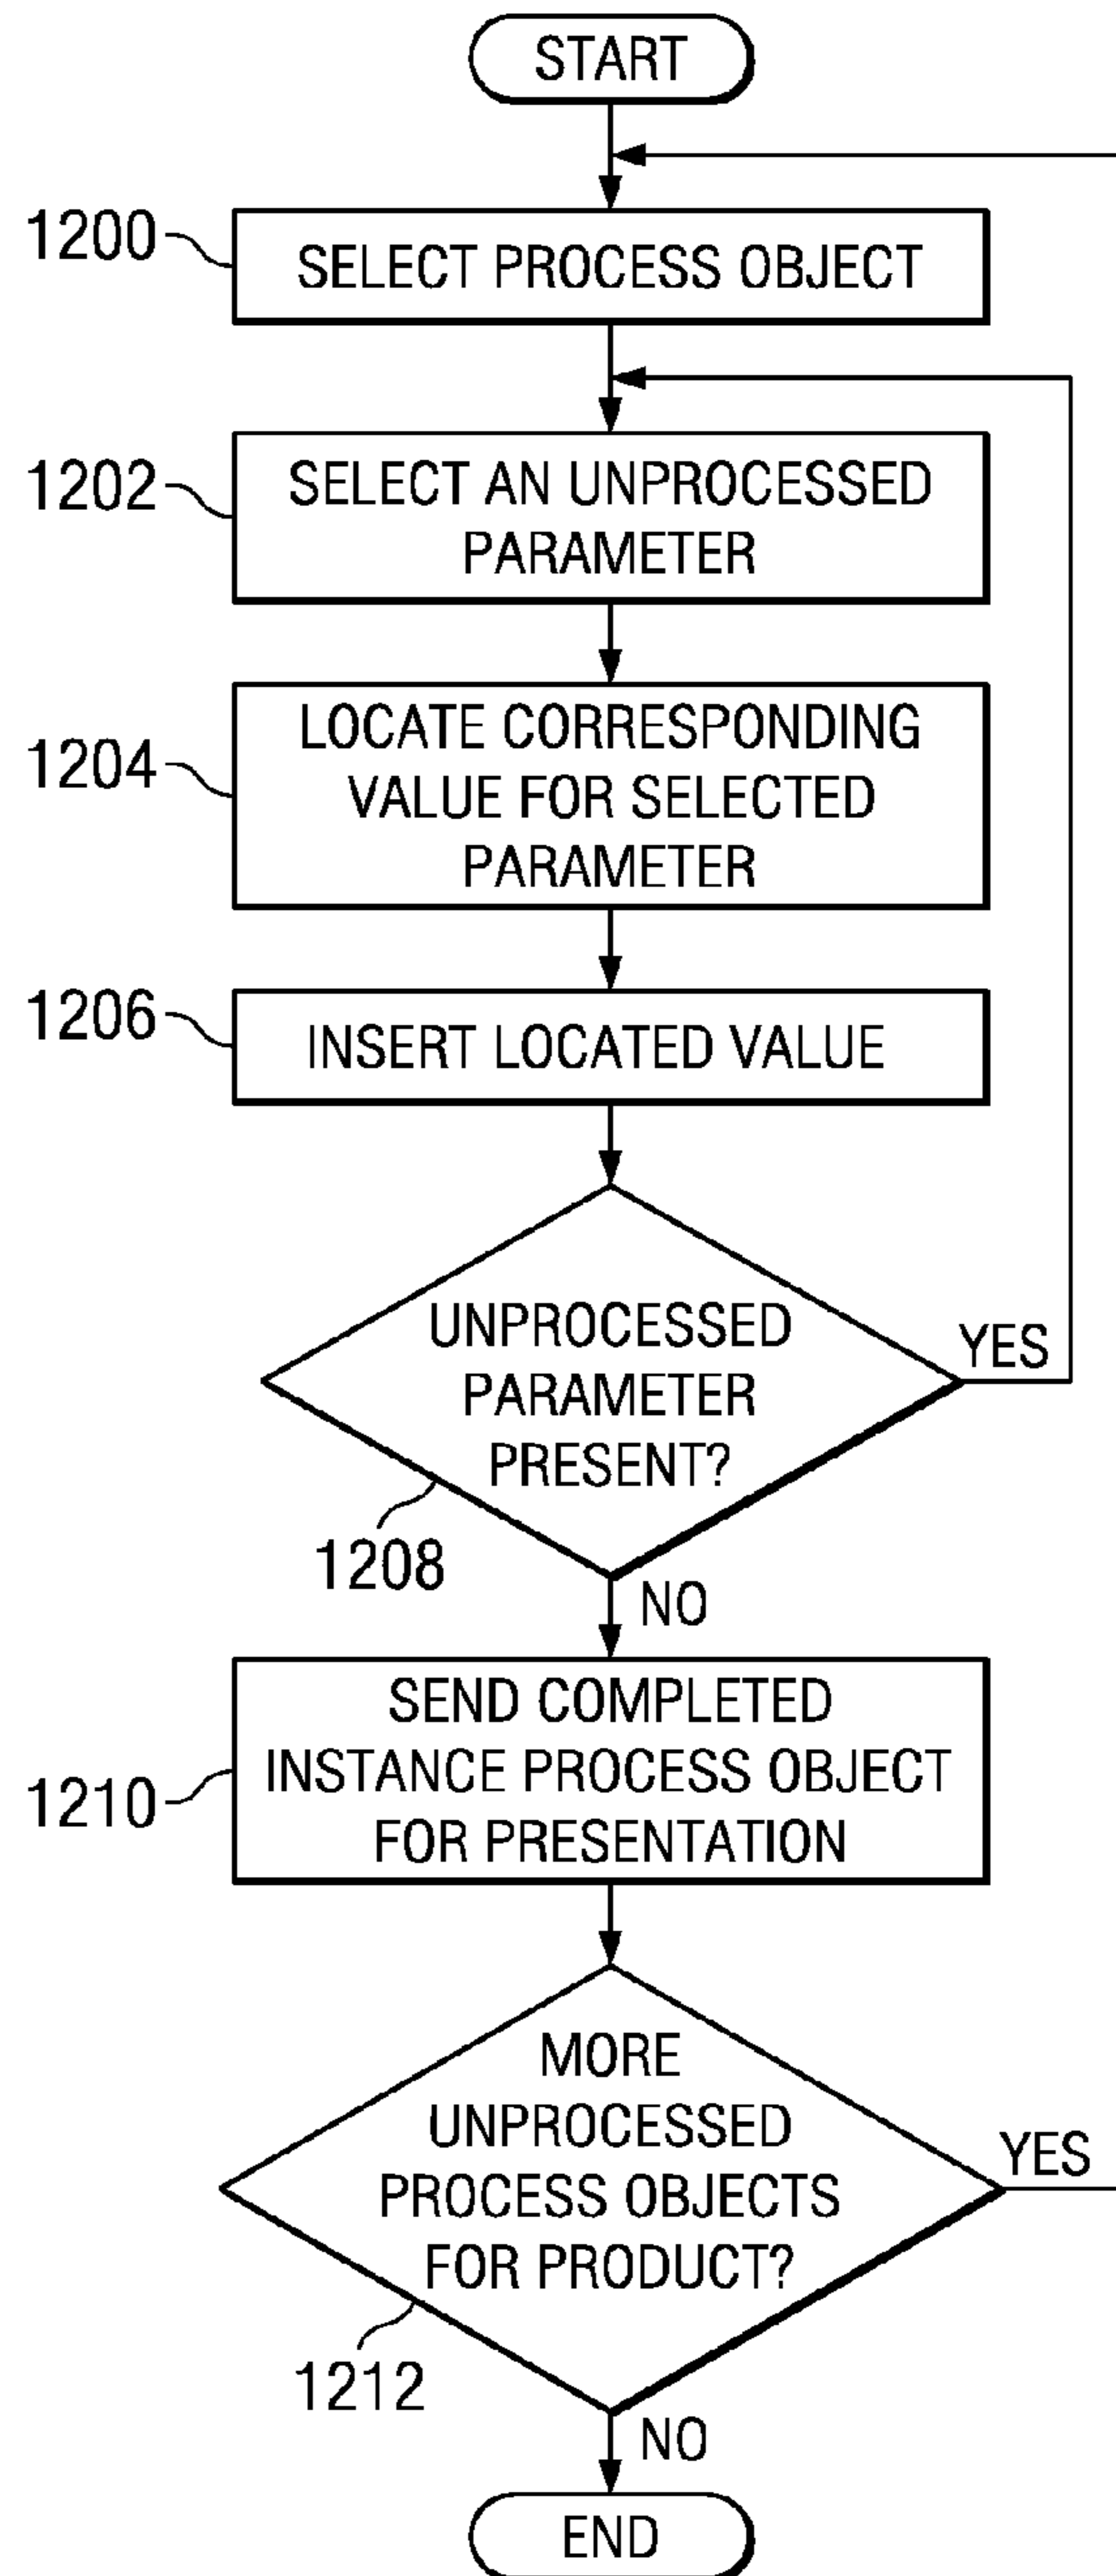 START
1200
SELECT PROCESS OBJECT
1202
SELECT AN UNPROCESSED
PARAMETER
1204
LOCATE CORRESPONDING
VALUE FOR SELECTED
PARAMETER
1206
INSERT LOCATED VALUE
UNPROCESSED
PARAMETER
PRESENT?
YES
1208
NO
1210
SEND COMPLETED
INSTANCE PROCESS OBJECT
FOR PRESENTATION
MORE
UNPROCESSED
PROCESS OBJECTS
FOR PRODUCT?
YES
1212
NO
END